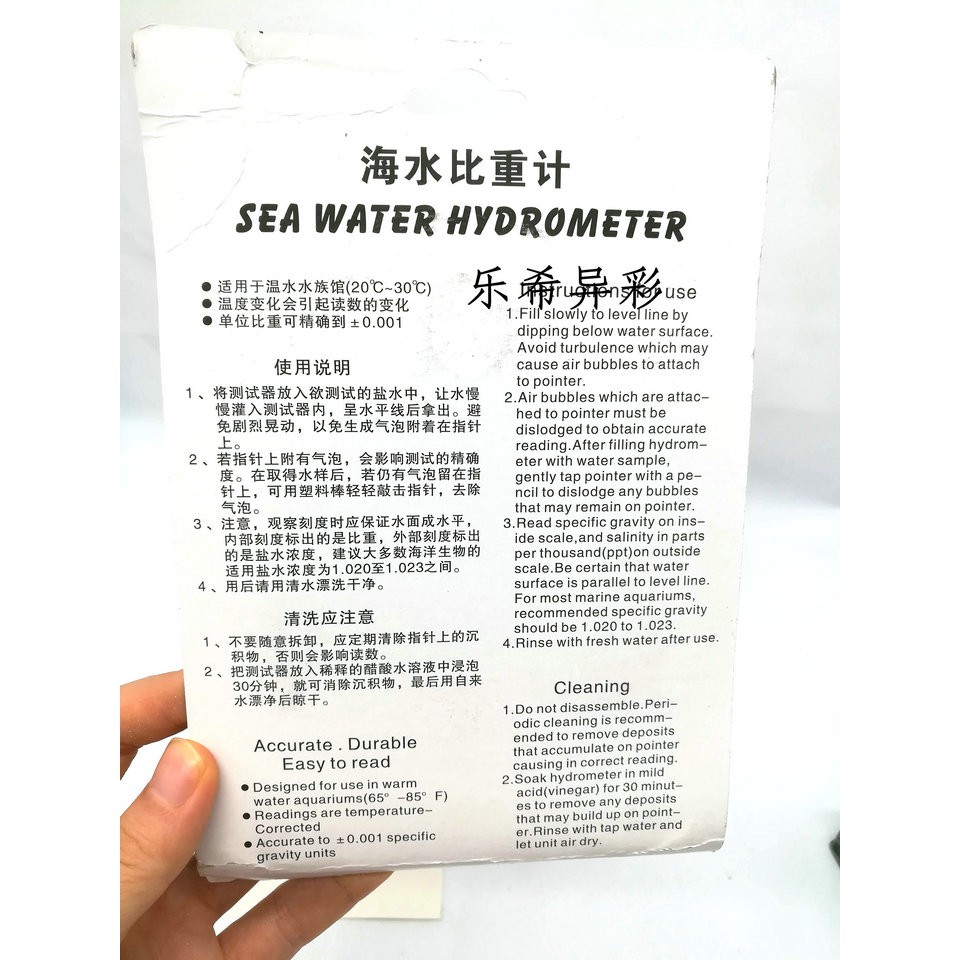 海水比重计
SEA WATER HYDROMETER
● 适用于温水水族馆(20℃~30℃)
● 温度变化会引起读数的变化
● 单位比重可精确到±0.001
使用说明
1、将测试器放入欲测试的盐水中，让水慢
慢灌入测试器内，呈水平线后拿出。避
免剧烈晃动，以免生成气泡附着在指针
上。
2、若指针上附有气泡，会影响测试的精确
度。在取得水样后，若仍有气泡留在指
针上，可用塑料棒轻轻敲击指针，去除
气泡。
3、注意，观察刻度时应保证水面成水平，
内部刻度标出的是比重，外部刻度标出
的是盐水浓度，建议大多数海洋生物的
适用盐水浓度为1.020至1.023之间。
4、用后请用清水漂洗干净。
清洗应注意
1、不要随意拆卸，应定期清除指针上的沉
积物，否则会影响读数。
2、把测试器放入稀释的醋酸水溶液中浸泡
30分钟，就可消除沉积物，最后用自来
水漂净后晾干。
Accurate . Durable
Easy to read
● Designed for use in warm
water aquariums(65° –85° F)
● Readings are temperature–
Corrected
● Accurate to ±0.001 specific
gravity units
乐希异彩
Instructions for use
1.Fill slowly to level line by
dipping below water surface.
Avoid turbulence which may
cause air bubbles to attach
to pointer.
2.Air bubbles which are attac–
hed to pointer must be
dislodged to obtain accurate
reading.After filling hydrom–
eter with water sample,
gently tap pointer with a pe–
ncil to dislodge any bubbles
that may remain on pointer.
3.Read specific gravity on ins–
ide scale,and salinity in parts
per thousand(ppt)on outside
scale.Be certain that water
surface is parallel to level line.
For most marine aquariums,
recommended specific gravity
should be 1.020 to 1.023.
4.Rinse with fresh water after use.
Cleaning
1.Do not disassemble.Peri–
odic cleaning is recomm–
ended to remove deposits
that accumulate on pointer
causing in correct reading.
2.Soak hydrometer in mild
acid(vinegar) for 30 minut–
es to remove any deposits
that may build up on point–
er.Rinse with tap water and
let unit air dry.